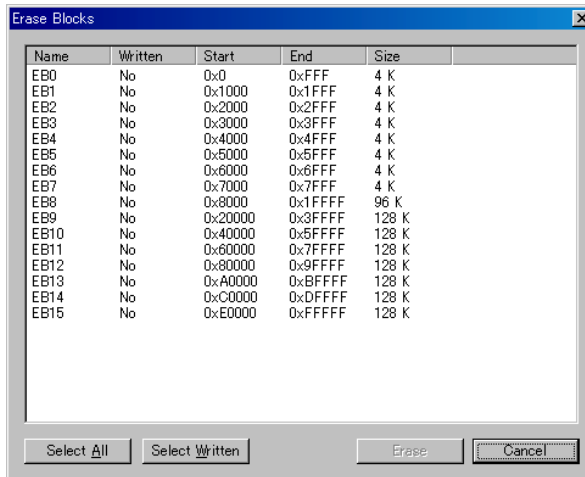 Erase Blocks
Name Written Start End Size
EB0 No 0x0 0xFFF 4 K
EB1 No 0x1000 0x1FFF 4 K
EB2 No 0x2000 0x2FFF 4 K
EB3 No 0x3000 0x3FFF 4 K
EB4 No 0x4000 0x4FFF 4 K
EB5 No 0x5000 0x5FFF 4 K
EB6 No 0x6000 0x6FFF 4 K
EB7 No 0x7000 0x7FFF 4 K
EB8 No 0x8000 0x1FFFF 96 K
EB9 No 0x20000 0x3FFFF 128 K
EB10 No 0x40000 0x5FFFF 128 K
EB11 No 0x60000 0x7FFFF 128 K
EB12 No 0x80000 0x9FFFF 128 K
EB13 No 0xA0000 0xBFFFF 128 K
EB14 No 0xC0000 0xDFFFF 128 K
EB15 No 0xE0000 0xFFFFF 128 K
Select All Select Written Erase Cancel